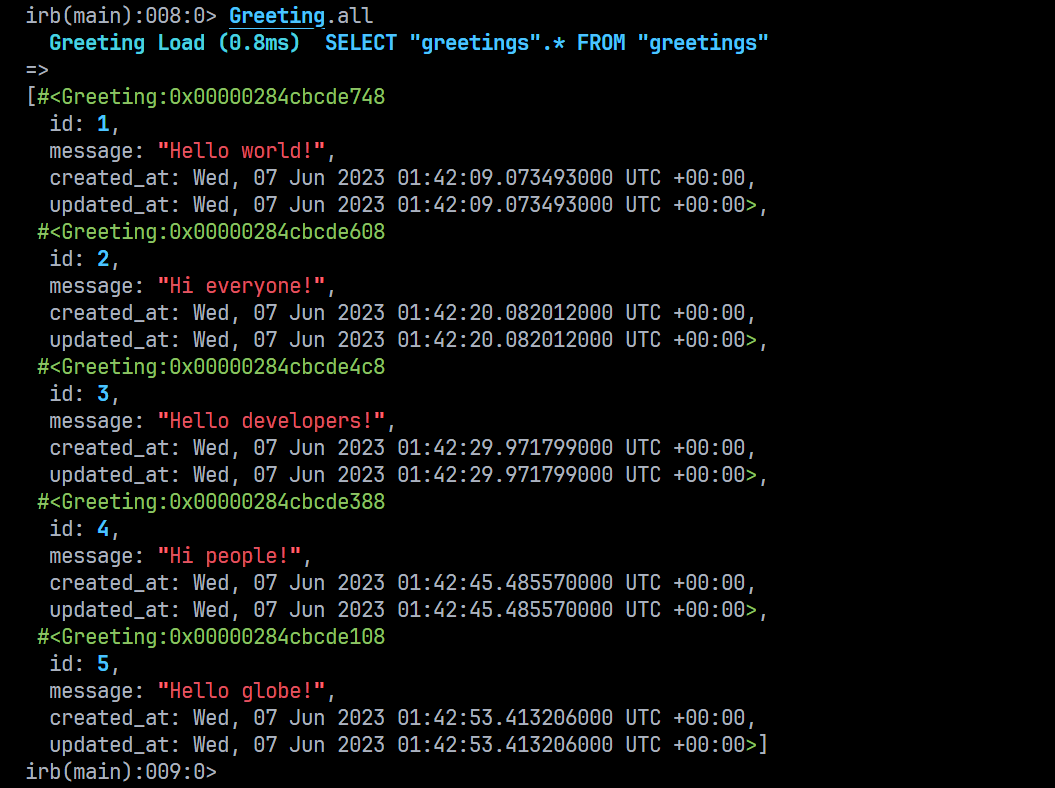 irb(main):008:0> Greeting.all
  Greeting Load (0.8ms)  SELECT "greetings".* FROM "greetings"
=>
[#<Greeting:0x00000284cbcde748
  id: 1,
  message: "Hello world!",
  created_at: Wed, 07 Jun 2023 01:42:09.073493000 UTC +00:00,
  updated_at: Wed, 07 Jun 2023 01:42:09.073493000 UTC +00:00>,
 #<Greeting:0x00000284cbcde608
  id: 2,
  message: "Hi everyone!",
  created_at: Wed, 07 Jun 2023 01:42:20.082012000 UTC +00:00,
  updated_at: Wed, 07 Jun 2023 01:42:20.082012000 UTC +00:00>,
 #<Greeting:0x00000284cbcde4c8
  id: 3,
  message: "Hello developers!",
  created_at: Wed, 07 Jun 2023 01:42:29.971799000 UTC +00:00,
  updated_at: Wed, 07 Jun 2023 01:42:29.971799000 UTC +00:00>,
 #<Greeting:0x00000284cbcde388
  id: 4,
  message: "Hi people!",
  created_at: Wed, 07 Jun 2023 01:42:45.485570000 UTC +00:00,
  updated_at: Wed, 07 Jun 2023 01:42:45.485570000 UTC +00:00>,
 #<Greeting:0x00000284cbcde108
  id: 5,
  message: "Hello globe!",
  created_at: Wed, 07 Jun 2023 01:42:53.413206000 UTC +00:00,
  updated_at: Wed, 07 Jun 2023 01:42:53.413206000 UTC +00:00>]
irb(main):009:0>